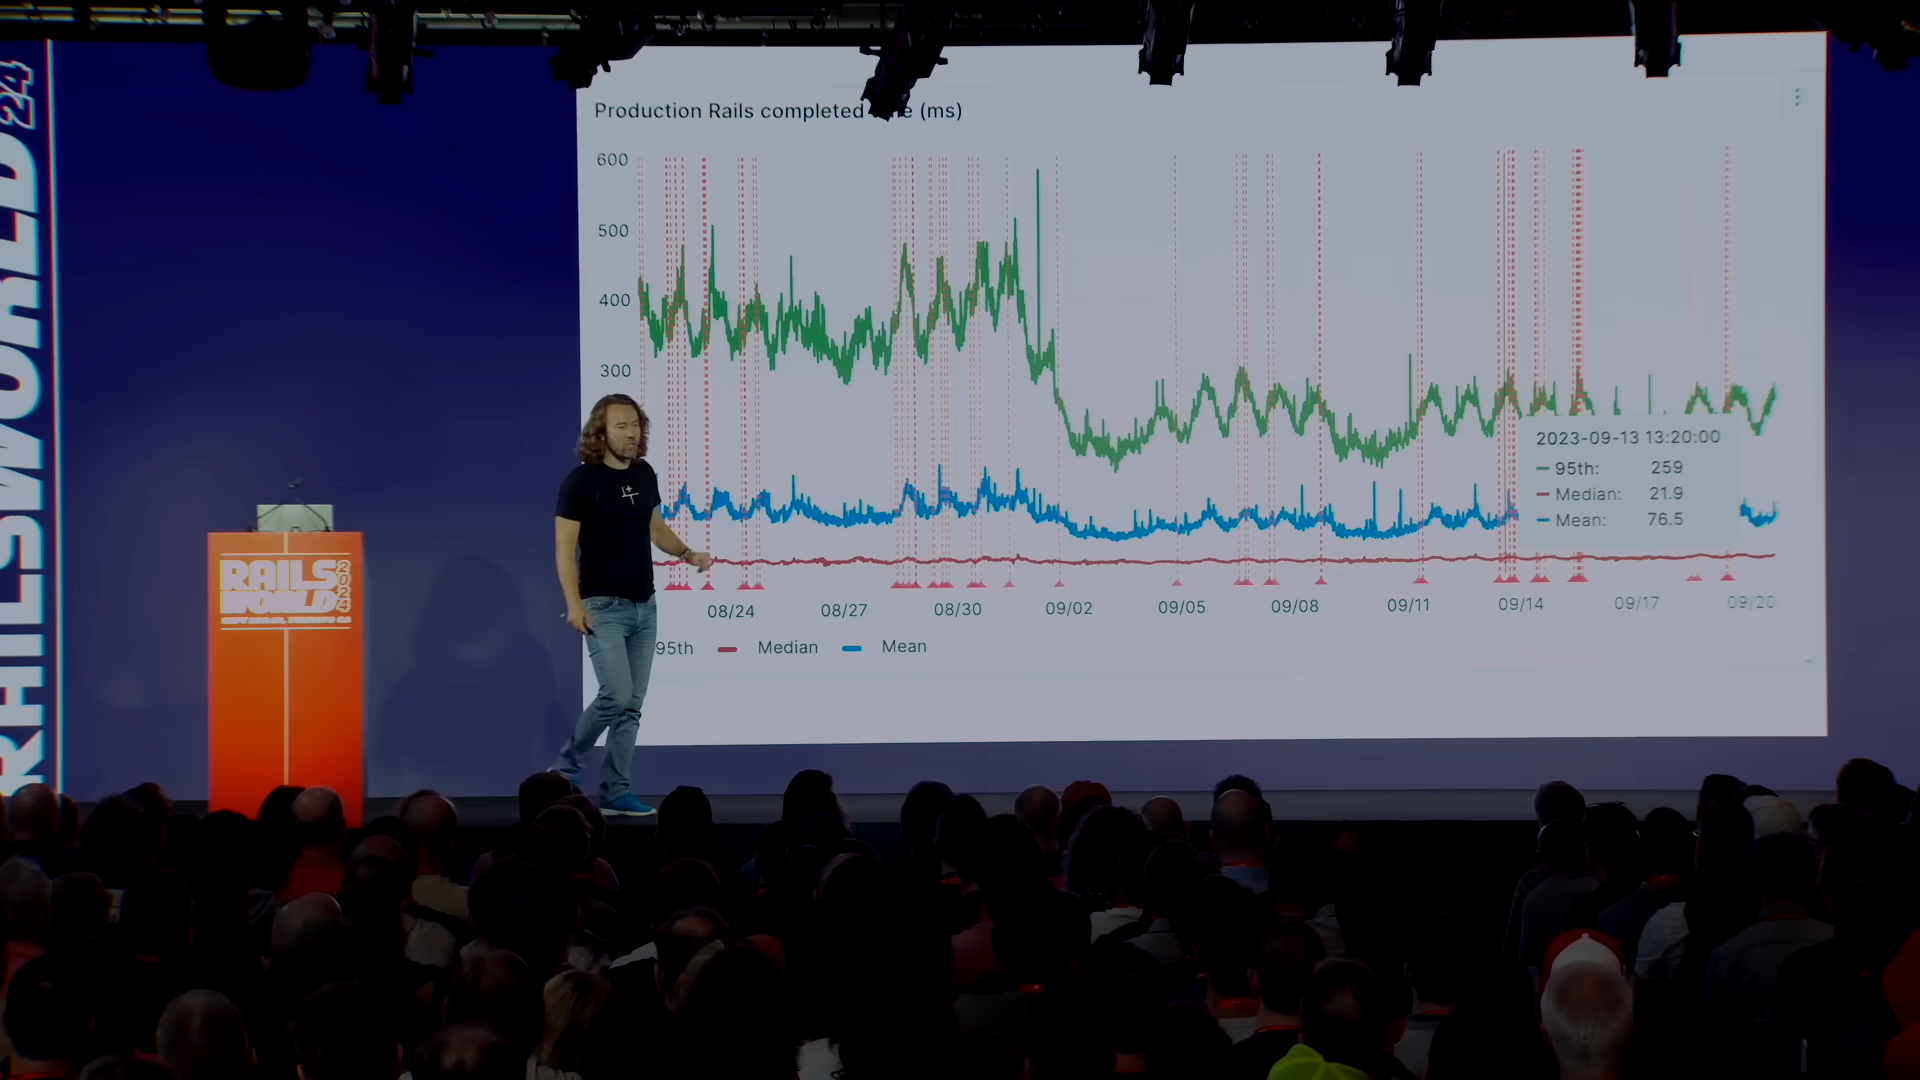 RAILSWORLD 24
Production Rails completed (ms)
600
500
400
300
2023-09-13 13:20:00
95th: 259
Median: 21.9
Mean: 76.5
08/24 08/27 08/30 09/02 09/05 09/08 09/11 09/14 09/17 09/20
95th Median Mean
RAILS
WORLD
2024